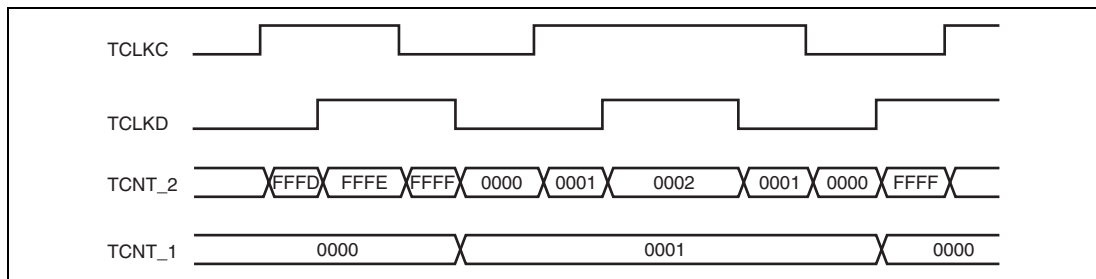 TCLKC
TCLKD
TCNT_2 FFFD FFFE FFFF 0000 0001 0002 0001 0000 FFFF
TCNT_1 0000 0001 0000